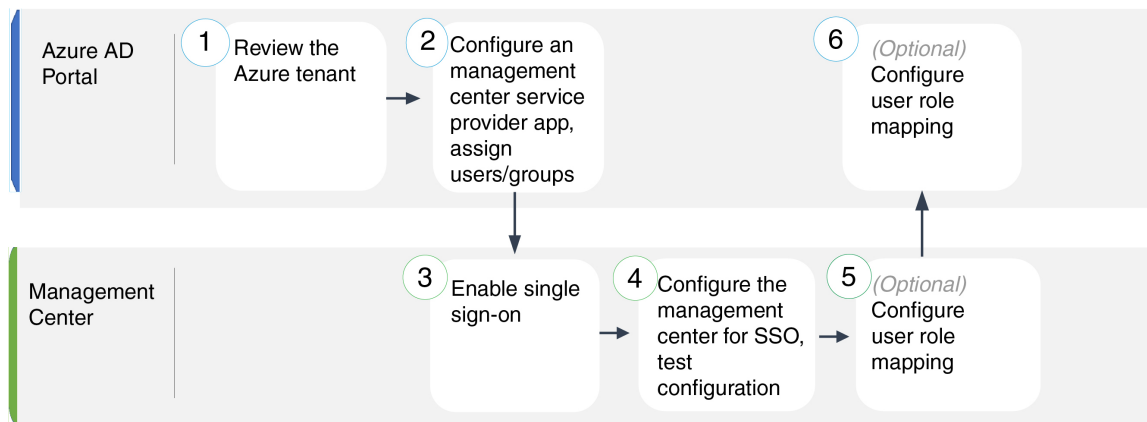 Azure AD
Portal
1
Review the
Azure tenant
2
Configure an
management
center service
provider app,
assign
users/groups
6
(Optional)
Configure
user role
mapping
Management
Center
3
Enable single
sign-on
4
Configure the
management
center for SSO,
test
configuration
5
(Optional)
Configure
user role
mapping